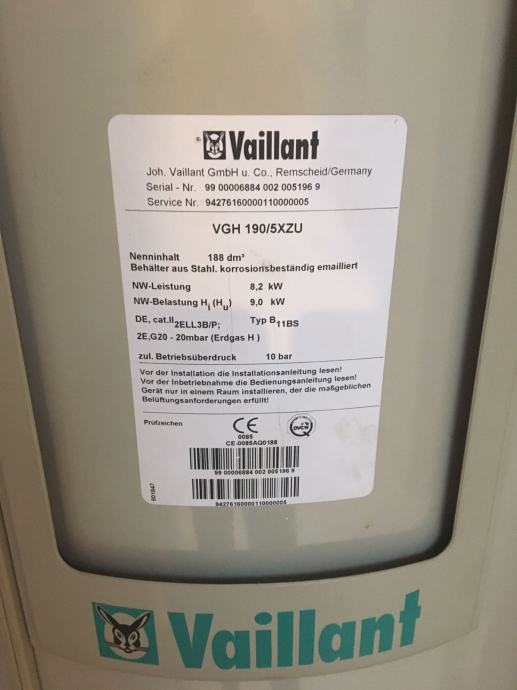 ® Vaillant
Joh. Vaillant GmbH u. Co., Remscheid/Germany
Serial - Nr. 99 00006884 002 005196 9
Service Nr. 94276160000110000005
VGH 190/5XZU
Nenninhalt 188 dm³
Behälter aus Stahl. korrosionsbeständig emailliert
NW-Leistung 8,2 kW
NW-Belastung Hi (Hu) 9,0 kW
DE, cat.II2ELL3B/P; Typ B11BS
2E,G20 - 20mbar (Erdgas H )
zul. Betriebsüberdruck 10 bar
Vor der Installation die Installationsanleitung lesen!
Vor der Inbetriebnahme die Bedienungsanleitung lesen!
Gerät nur in einem Raum installieren, der die maßgeblichen
Belüftungsanforderungen erfüllt!
Prüfzeichen CE DVGW
0085
CE-0085AQ0188
99 00006884 002 005196 9
94276160000110000005
601647
Vaillant